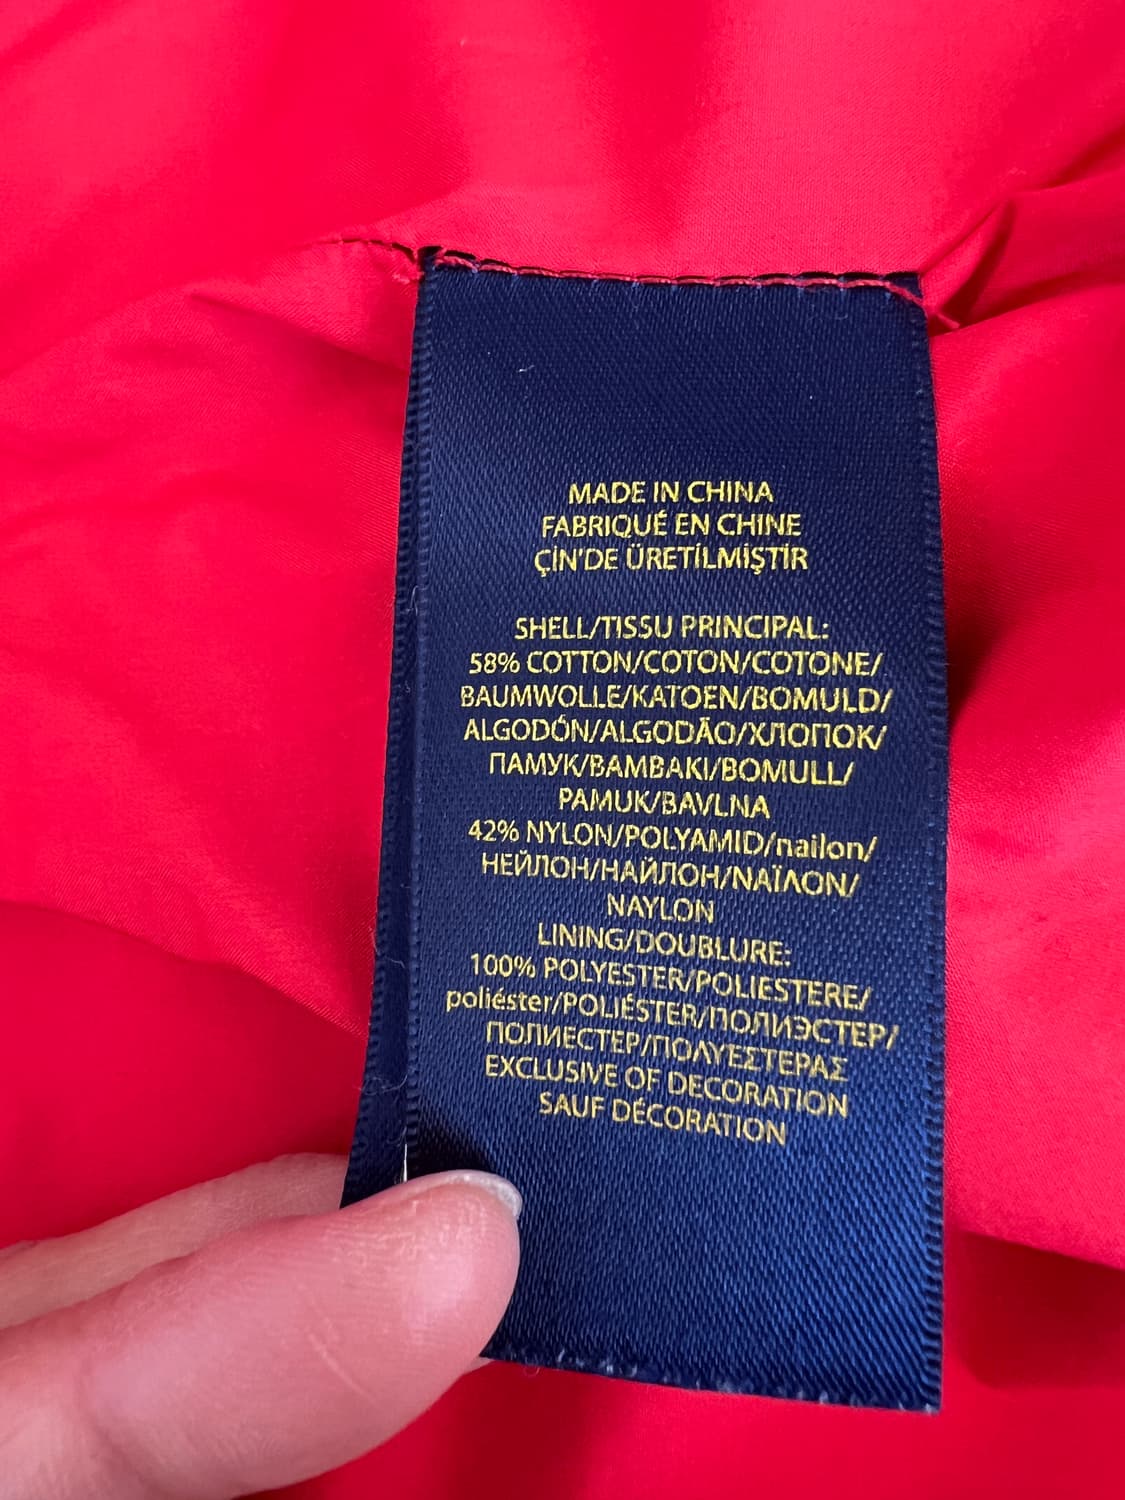 MADE IN CHINA
FABRIQUÉ EN CHINE
ÇİN'DE ÜRETİLMİŞTİR
SHELL/TISSU PRINCIPAL:
58% COTTON/COTON/COTONE/
BAUMWOLLE/KATOEN/BOMULD/
ALGODÓN/ALGODÃO/ХЛОПОК/
ПАМУК/ΒΑΜΒΑΚΙ/BOMULL/
PAMUK/BAVLNA
42% NYLON/POLYAMID/nailon/
НЕЙЛОН/НАЙЛОН/ΝΑΪΛΟΝ/
NAYLON
LINING/DOUBLURE:
100% POLYESTER/POLIESTERE/
poliéster/POLIÉSTER/ПОЛИЭСТЕР/
ПОЛИЕСТЕР/ΠΟΛΥΕΣΤΕΡΑΣ
EXCLUSIVE OF DECORATION
SAUF DÉCORATION